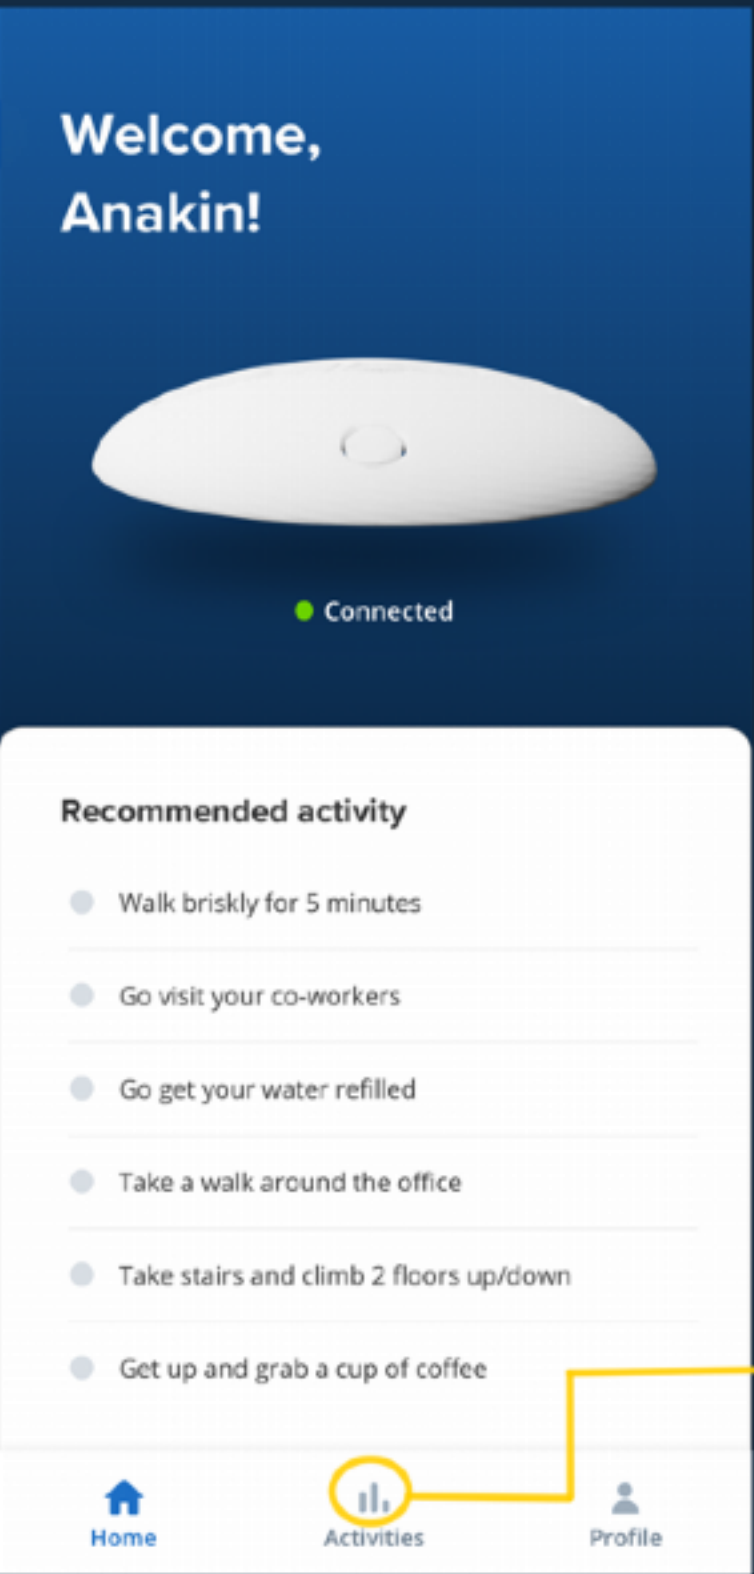 Welcome,
Anakin!
Connected
Recommended activity
Walk briskly for 5 minutes
Go visit your co-workers
Go get your water refilled
Take a walk around the office
Take stairs and climb 2 floors up/down
Get up and grab a cup of coffee
Home
Activities
Profile